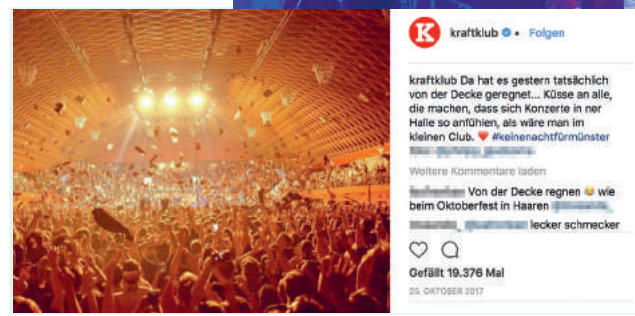 K
kraftklub • Folgen
kraftklub Da hat es gestern tatsächlich
von der Decke geregnet... Küsse an alle,
die machen, dass sich Konzerte in ner
Halle so anfühlen, als wäre man im
kleinen Club. ❤️ #keinenachtfürmünster
Weitere Kommentare laden
Von der Decke regnen 😂 wie
beim Oktoberfest in Haaren
lecker schmecker
Gefällt 19.376 Mal
25. OKTOBER 2017